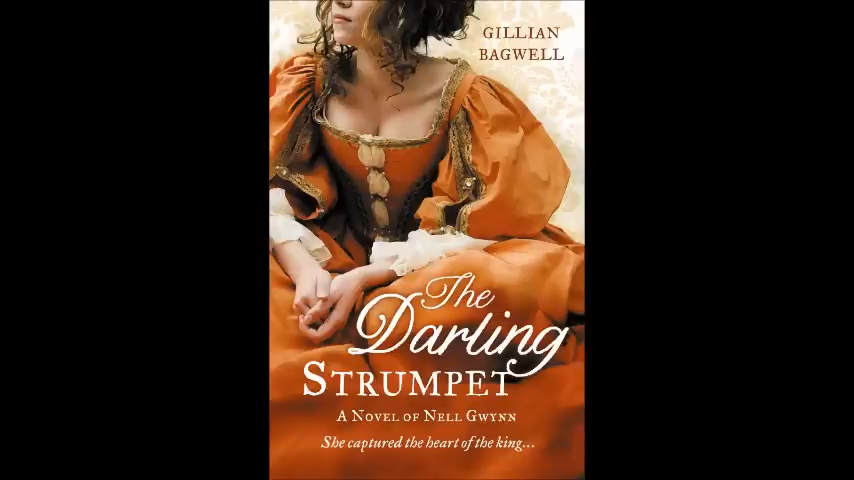 GILLIAN
BAGWELL
The
Darling
STRUMPET
A NOVEL OF NELL GWYNN
She captured the heart of the king...